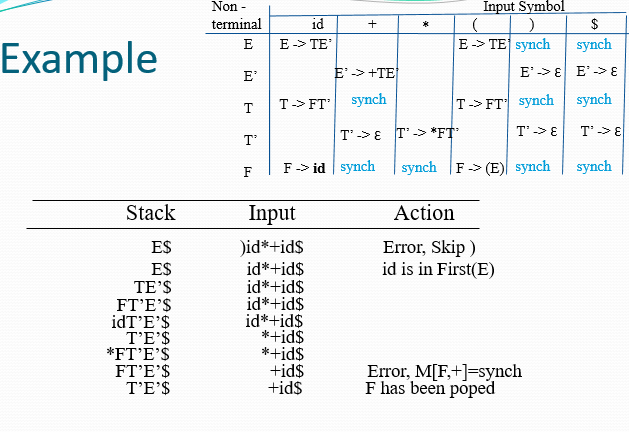 Example
Non - Input Symbol
terminal id + * ( ) $
E E -> TE’ E -> TE’ synch synch
E’ E’ -> +TE’ E’ -> ε E’ -> ε
T T -> FT’ synch T -> FT’ synch synch
T’ T’ -> ε T’ -> *FT’ T’ -> ε T’ -> ε
F F -> id synch synch F -> (E) synch synch
Stack Input Action
E$ )id*+id$ Error, Skip )
E$ id*+id$ id is in First(E)
TE’$ id*+id$
FT’E’$ id*+id$
idT’E’$ id*+id$
T’E’$ *+id$
*FT’E’$ *+id$
FT’E’$ +id$ Error, M[F,+]=synch
T’E’$ +id$ F has been poped